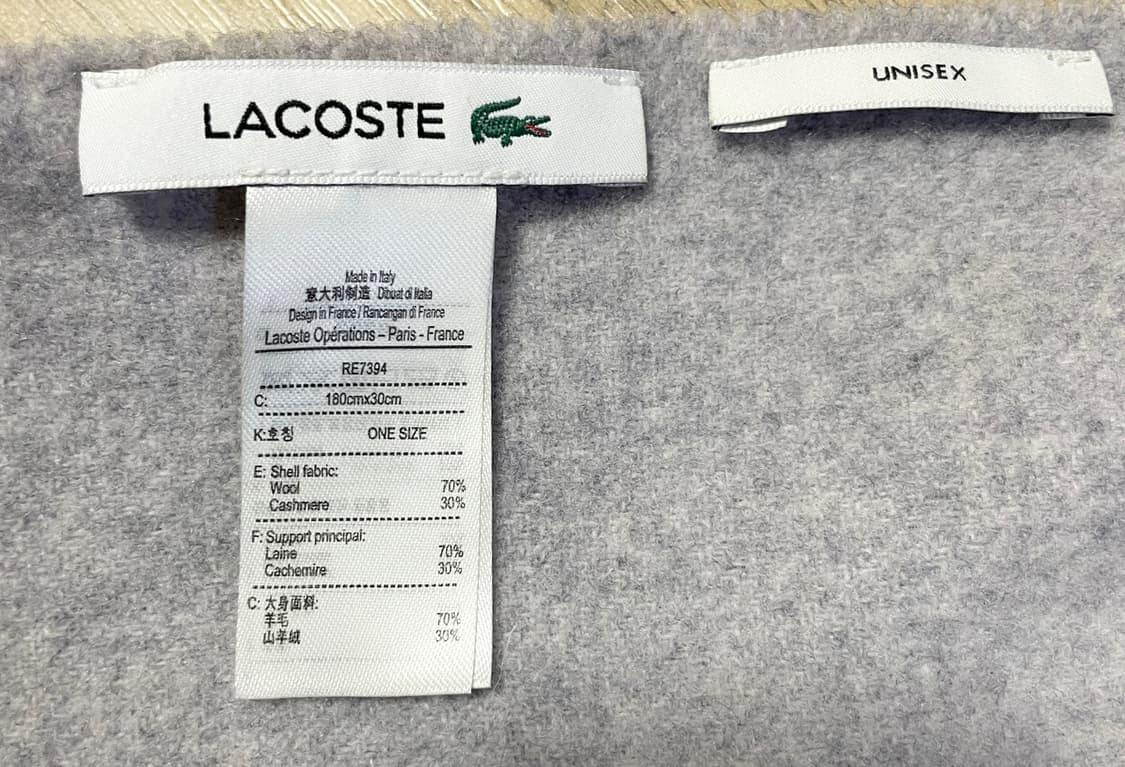 LACOSTE
UNISEX
Made in Italy
意大利制造 Dibuat di Italia
Design in France / Rancangan di France
Lacoste Opérations – Paris - France
RE7394
C: 180cmx30cm
K:호칭 ONE SIZE
E: Shell fabric:
Wool 70%
Cashmere 30%
F: Support principal:
Laine 70%
Cachemire 30%
C: 大身面料:
羊毛 70%
山羊绒 30%